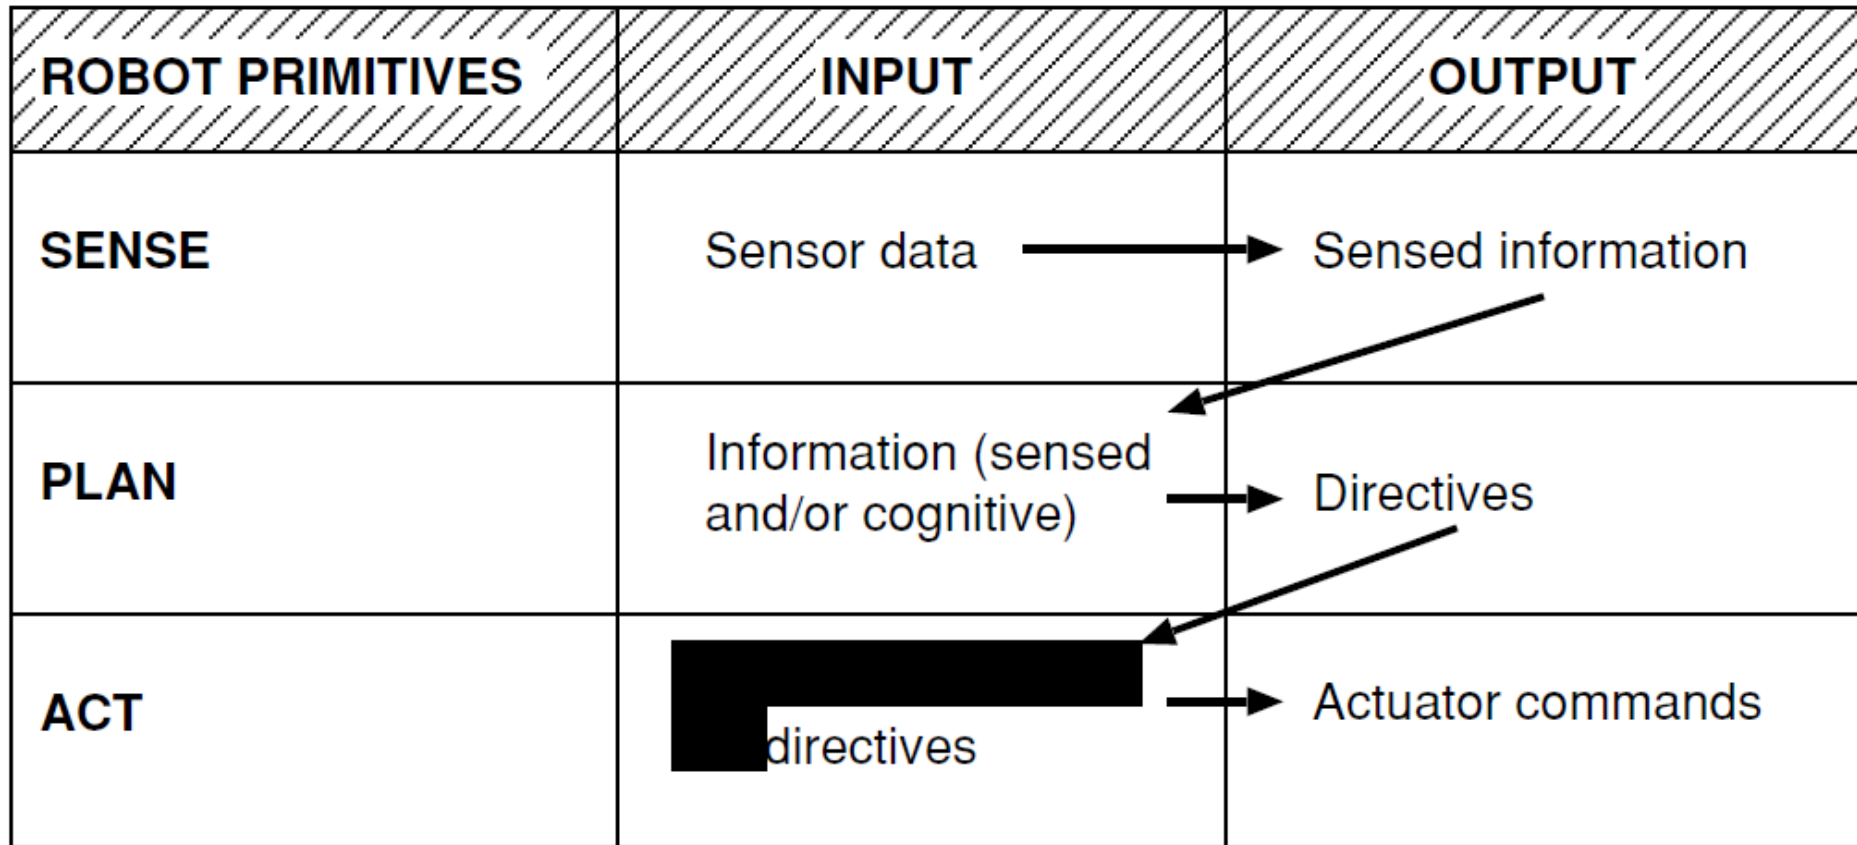 ROBOT PRIMITIVES INPUT OUTPUT
SENSE Sensor data Sensed information
PLAN Information (sensed
and/or cognitive) Directives
ACT directives Actuator commands